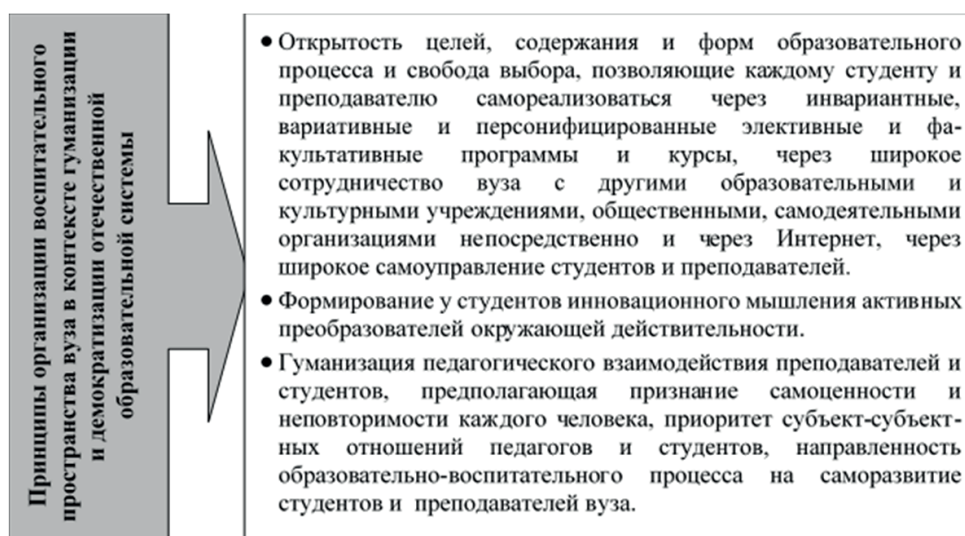 Принципы организации воспитательного
пространства вуза в контексте гуманизации
и демократизации отечественной
образовательной системы
● Открытость целей, содержания и форм образовательного
процесса и свобода выбора, позволяющие каждому студенту и
преподавателю самореализоваться через инвариантные,
вариативные и персонифицированные элективные и фа-
культативные программы и курсы, через широкое
сотрудничество вуза с другими образовательными и
культурными учреждениями, общественными, самодеятельными
организациями непосредственно и через Интернет, через
широкое самоуправление студентов и преподавателей.
● Формирование у студентов инновационного мышления активных
преобразователей окружающей действительности.
● Гуманизация педагогического взаимодействия преподавателей и
студентов, предполагающая признание самоценности и
неповторимости каждого человека, приоритет субъект-субъект-
ных отношений педагогов и студентов, направленность
образовательно-воспитательного процесса на саморазвитие
студентов и преподавателей вуза.